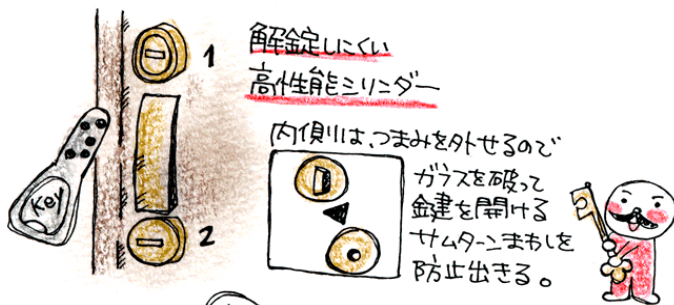 解錠しにくい
高性能シリンダー
1
2
Key
内側は、つまみを外せるので
ガラスを破って
鍵を開ける
サムターンまわしを
防止出きる。